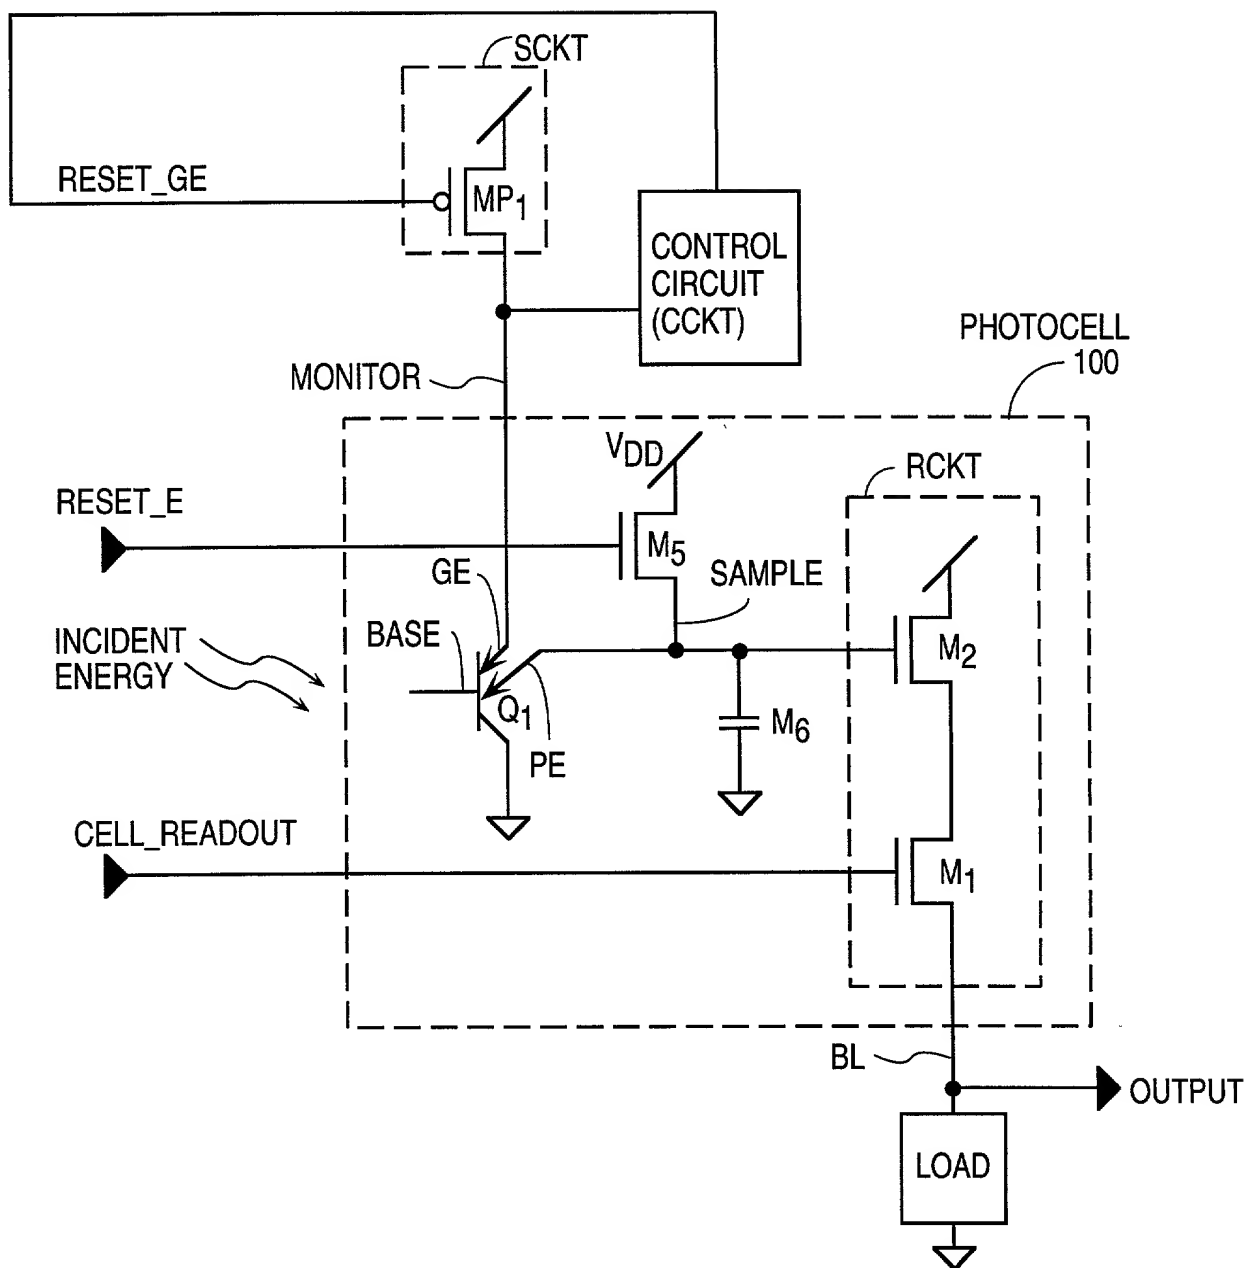 SCKT
RESET_GE
MP1
CONTROL
CIRCUIT
(CCKT)
PHOTOCELL
100
MONITOR
VDD
RCKT
RESET_E
M5
GE
SAMPLE
BASE
INCIDENT
ENERGY
M2
Q1
M6
PE
CELL_READOUT
M1
BL
OUTPUT
LOAD